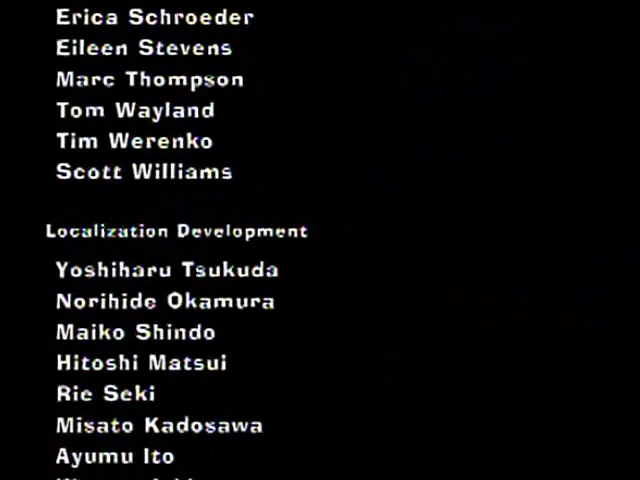 Erica Schroeder
Eileen Stevens
Marc Thompson
Tom Wayland
Tim Werenko
Scott Williams
Localization Development
Yoshiharu Tsukuda
Norihide Okamura
Maiko Shindo
Hitoshi Matsui
Rie Seki
Misato Kadosawa
Ayumu Ito